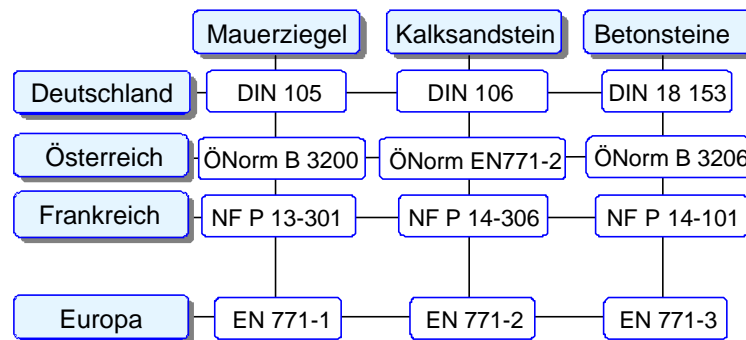 Mauerziegel Kalksandstein Betonsteine
Deutschland DIN 105 DIN 106 DIN 18 153
Österreich ÖNorm B 3200 ÖNorm EN771-2 ÖNorm B 3206
Frankreich NF P 13-301 NF P 14-306 NF P 14-101
Europa EN 771-1 EN 771-2 EN 771-3